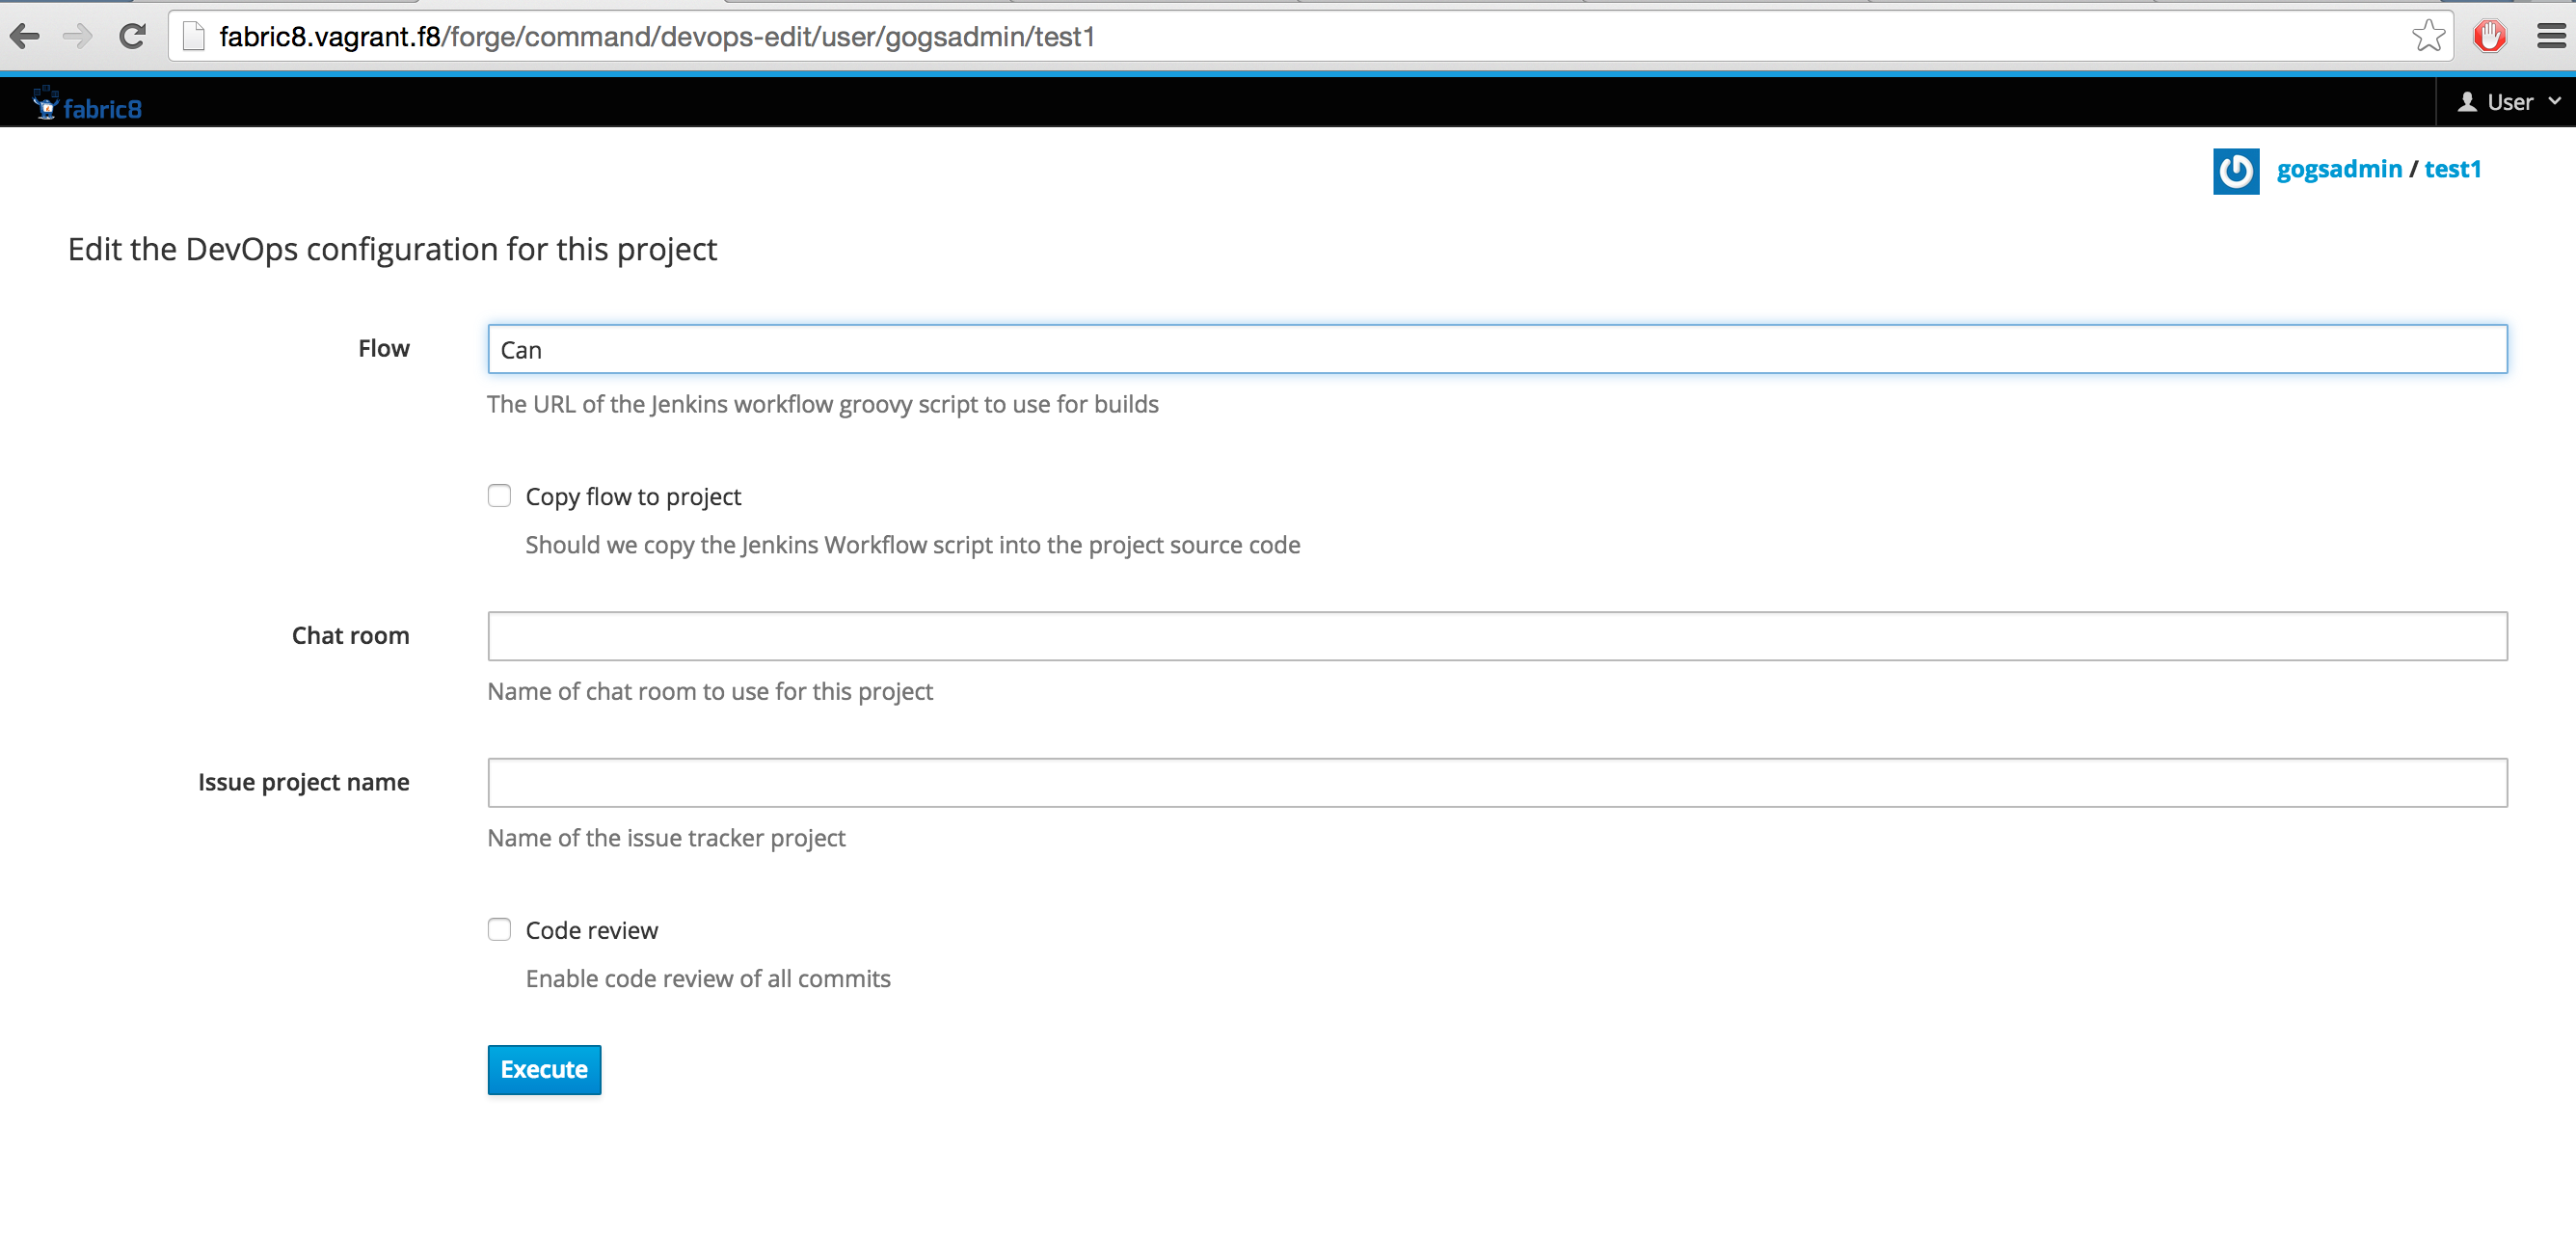 fabric8.vagrant.f8/forge/command/devops-edit/user/gogsadmin/test1
fabric8
User
gogsadmin / test1
Edit the DevOps configuration for this project
Flow
Can
The URL of the Jenkins workflow groovy script to use for builds
Copy flow to project
Should we copy the Jenkins Workflow script into the project source code
Chat room
Name of chat room to use for this project
Issue project name
Name of the issue tracker project
Code review
Enable code review of all commits
Execute